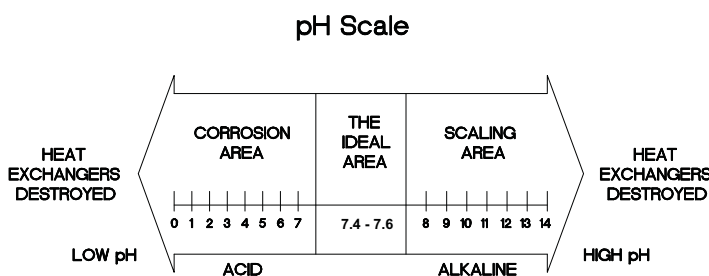 pH Scale
HEAT
EXCHANGERS
DESTROYED
CORROSION
AREA
THE
IDEAL
AREA
SCALING
AREA
HEAT
EXCHANGERS
DESTROYED
0 1 2 3 4 5 6 7
7.4 - 7.6
8 9 10 11 12 13 14
LOW pH
ACID
ALKALINE
HIGH pH